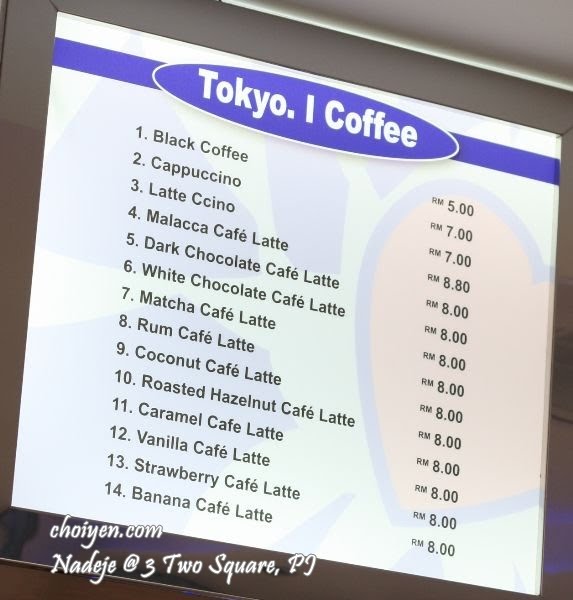 Tokyo. I Coffee
1. Black Coffee RM 5.00
2. Cappuccino RM 7.00
3. Latte Ccino RM 7.00
4. Malacca Café Latte RM 8.80
5. Dark Chocolate Café Latte RM 8.00
6. White Chocolate Café Latte RM 8.00
7. Matcha Café Latte RM 8.00
8. Rum Café Latte RM 8.00
9. Coconut Café Latte RM 8.00
10. Roasted Hazelnut Café Latte RM 8.00
11. Caramel Cafe Latte RM 8.00
12. Vanilla Café Latte RM 8.00
13. Strawberry Café Latte RM 8.00
14. Banana Café Latte RM 8.00
choiyen.com
Nadeje @ 3 Two Square, PJ